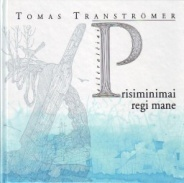 TOMAS TRANSTRÖMER
Prisiminimai
regi mane